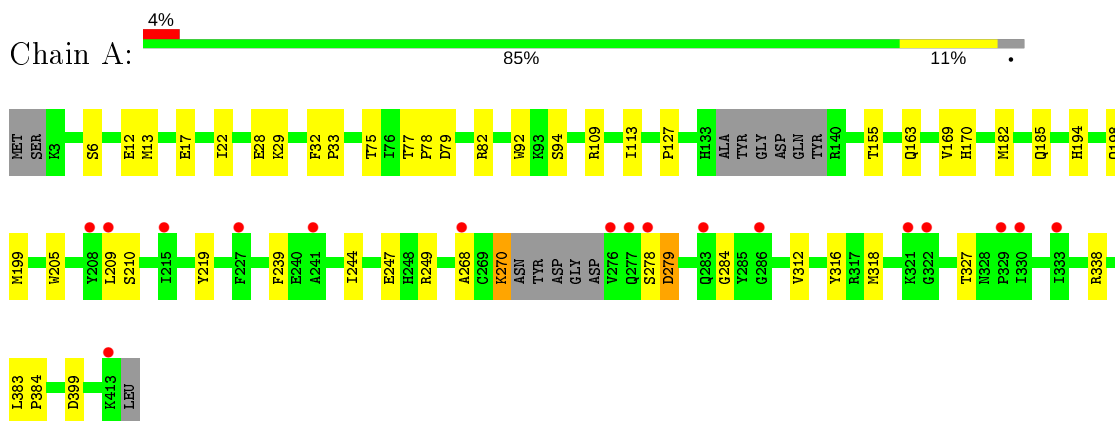 4%
Chain A:
85% 11% •
MET SER K3 S6 E12 M13 E17 I22 E28 K29 F32 P33 T75 I76 T77 P78 D79 R82 W92 K93 S94 R109 I113 P127 H133 ALA TYR GLY ASP GLN TYR R140 T155 Q163 V169 H170 M182 Q185 H194
M199 W205 Y208 L209 S210 I215 Y219 F227 F239 E240 A241 I244 E247 H248 R249 A268 C269 K270 ASN TYR ASP GLY ASP V276 Q277 S278 D279 Q283 G284 Y285 G286 V312 Y316 R317 M318 K321 G322 T327 N328 P329 I330 I333 R338
L383 P384 D399 K413 LEU